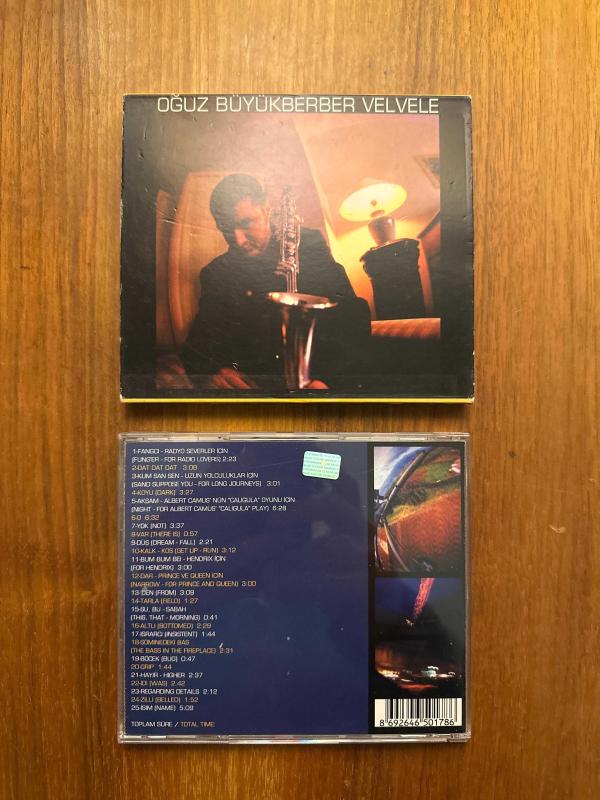 OĞUZ BÜYÜKBERBER VELVELE
1-FANGCI - RADYO SEVERLER İÇİN
(FUNG'ER - FOR RADIO LOVERS) 2:23
2-DAT DAT DAT 3:09
3-KUM SAN SEN - UZUN YOLCULUKLAR İÇİN
(SAND SUPPOSE YOU - FOR LONG JOURNEYS) 3:01
4-KOYU (DARK) 3:27
5-AKŞAM - ALBERT CAMUS' NÜN "CALIGULA" OYUNU İÇİN
(NIGHT - FOR ALBERT CAMUS' "CALIGULA" PLAY) 6:28
6-O 6:32
7-YOK (NOT) 3:37
8-VAR (THERE IS) 0:57
9-DÜŞ (DREAM - FALL) 2:21
10-KALK - KOŞ (GET UP - RUN) 3:12
11-BUM BUM BEI - HENDRIX İÇİN
(FOR HENDRIX) 3:00
12-DAR - PRINCE VE QUEEN İÇİN
(NARROW - FOR PRINCE AND QUEEN) 3:00
13-'DEN (FROM) 3:09
14-TARLA (FIELD) 1:27
15-ŞU, BU - SABAH
(THIS, THAT - MORNING) 0:41
16-ALTLI (BOTTOMED) 2:29
17-ISRARCI (INSISTENT) 1:44
18-ŞÖMİNEDEKİ BAS
(THE BASS IN THE FIREPLACE) 2:31
19-BÖCEK (BUG) 0:47
20-GRIP 1:44
21-HAYIR - HIGHER 2:37
22-İDİ (WAS) 2:42
23-REGARDING DETAILS 2:12
24-ZİLLİ (BELLED) 1:52
25-İSİM (NAME) 5:09
TOPLAM SÜRE / TOTAL TIME:
8 692646 501786